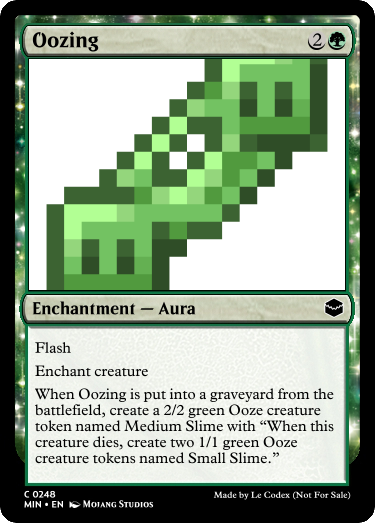 Oozing 2
Enchantment — Aura
Flash
Enchant creature
When Oozing is put into a graveyard from the
battlefield, create a 2/2 green Ooze creature
token named Medium Slime with “When this
creature dies, create two 1/1 green Ooze
creature tokens named Small Slime.”
C 0248 Made by Le Codex (Not For Sale)
MIN • EN Mojang Studios